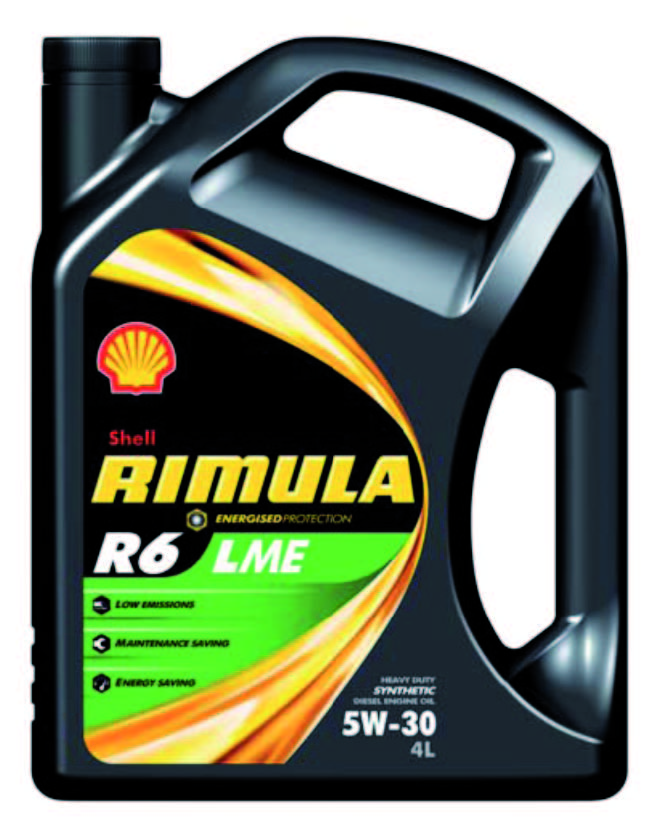 Shell
RIMULA
ENERGISED PROTECTION
R6 LME
LOW EMISSIONS
MAINTENANCE SAVING
ENERGY SAVING
HEAVY DUTY
SYNTHETIC
DIESEL ENGINE OIL
5W-30
4L